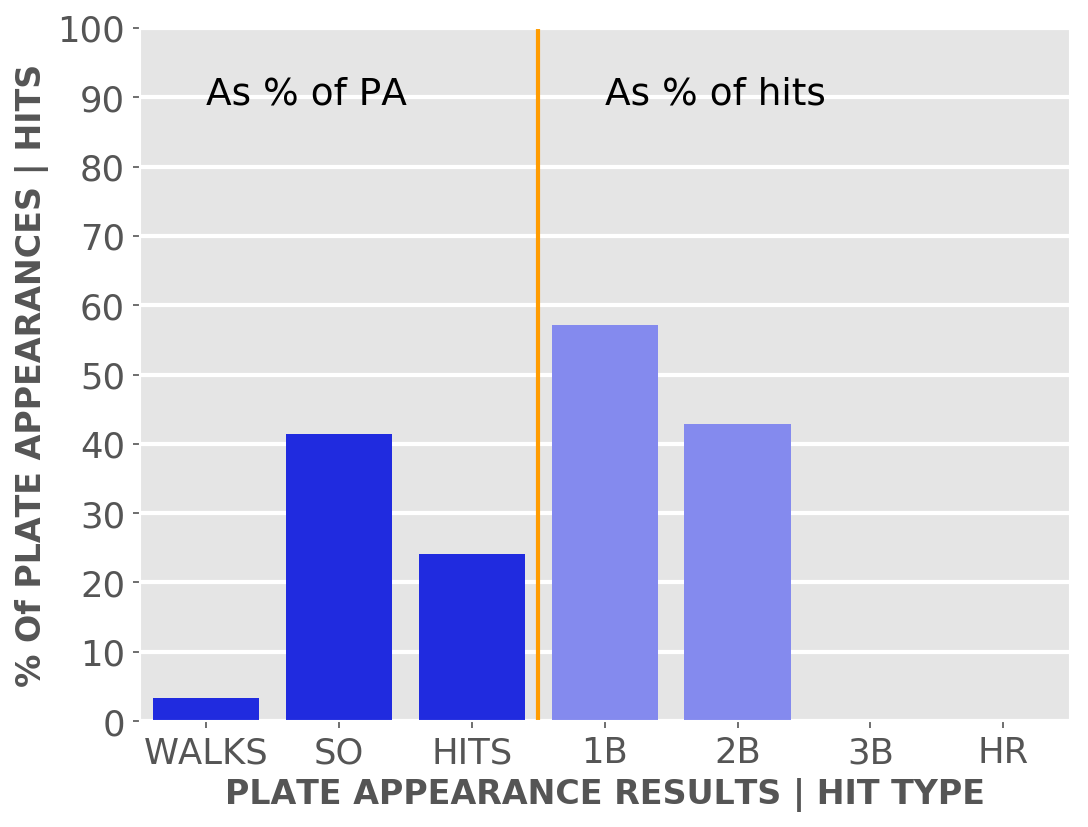 % Of PLATE APPEARANCES | HITS
100
90
80
70
60
50
40
30
20
10
0
As % of PA
As % of hits
WALKS SO HITS 1B 2B 3B HR
PLATE APPEARANCE RESULTS | HIT TYPE